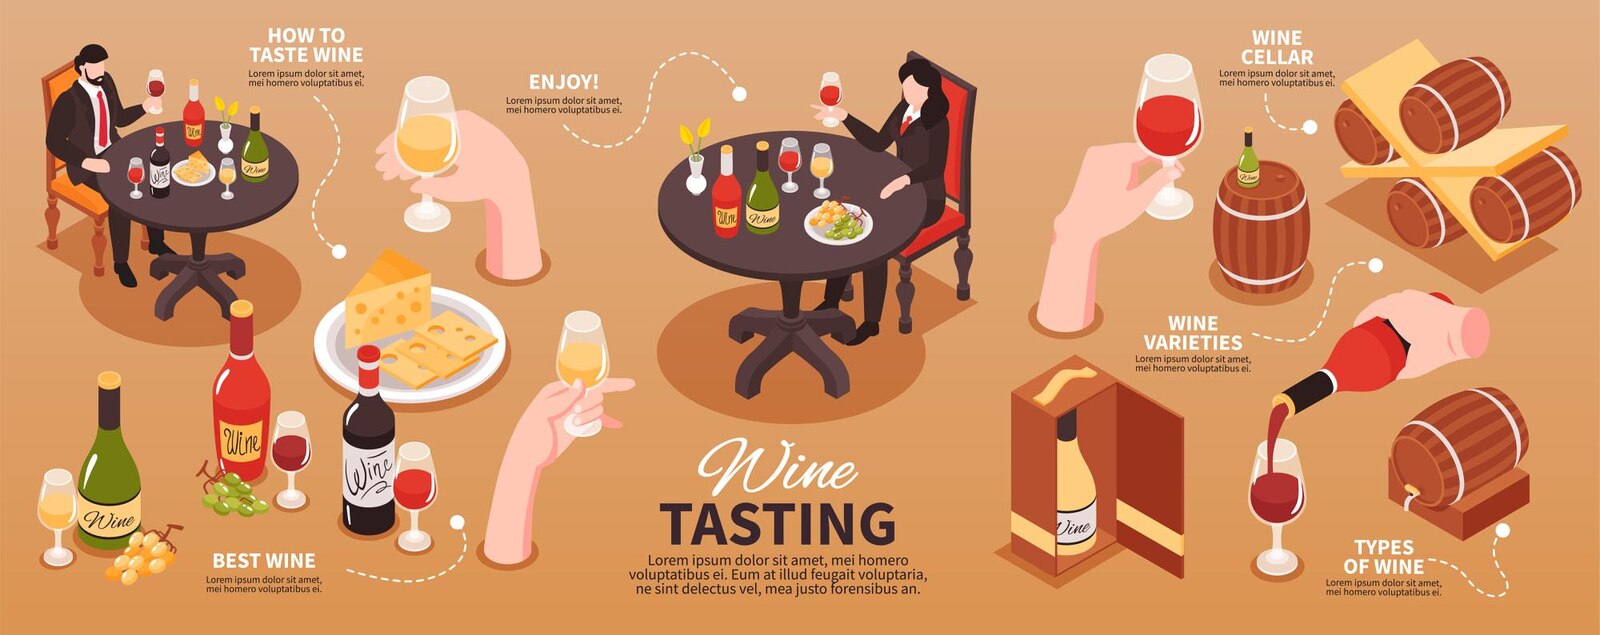 HOW TO
TASTE WINE
Lorem ipsum dolor sit amet,
mei homero voluptatibus ei.
ENJOY!
Lorem ipsum dolor sit amet,
mei homero voluptatibus ei.
WINE
CELLAR
Lorem ipsum dolor sit amet,
mei homero voluptatibus ei.
Wine
Wine
Wine
Wine
Wine
Wine
WINE
VARIETIES
Lorem ipsum dolor sit amet,
mei homero voluptatibus ei.
Wine
Wine
Wine
BEST WINE
Lorem ipsum dolor sit amet,
mei homero voluptatibus ei.
Wine
TASTING
Lorem ipsum dolor sit amet, mei homero
voluptatibus ei. Eum at illud feugait voluptaria,
ne sint delectus vel, mea justo forensibus an.
Wine
TYPES
OF WINE
Lorem ipsum dolor sit amet,
mei homero voluptatibus ei.